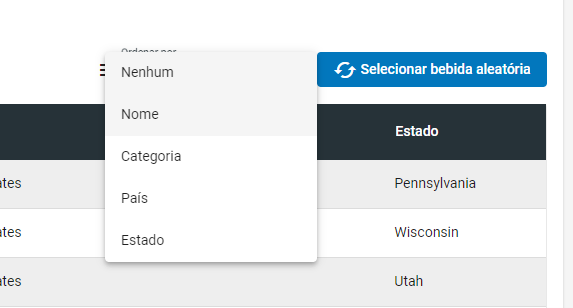 Ordenar por
Nenhum
Selecionar bebida aleatória
Nome
Estado
Categoria
ates
Pennsylvania
País
ates
Wisconsin
Estado
ates
Utah